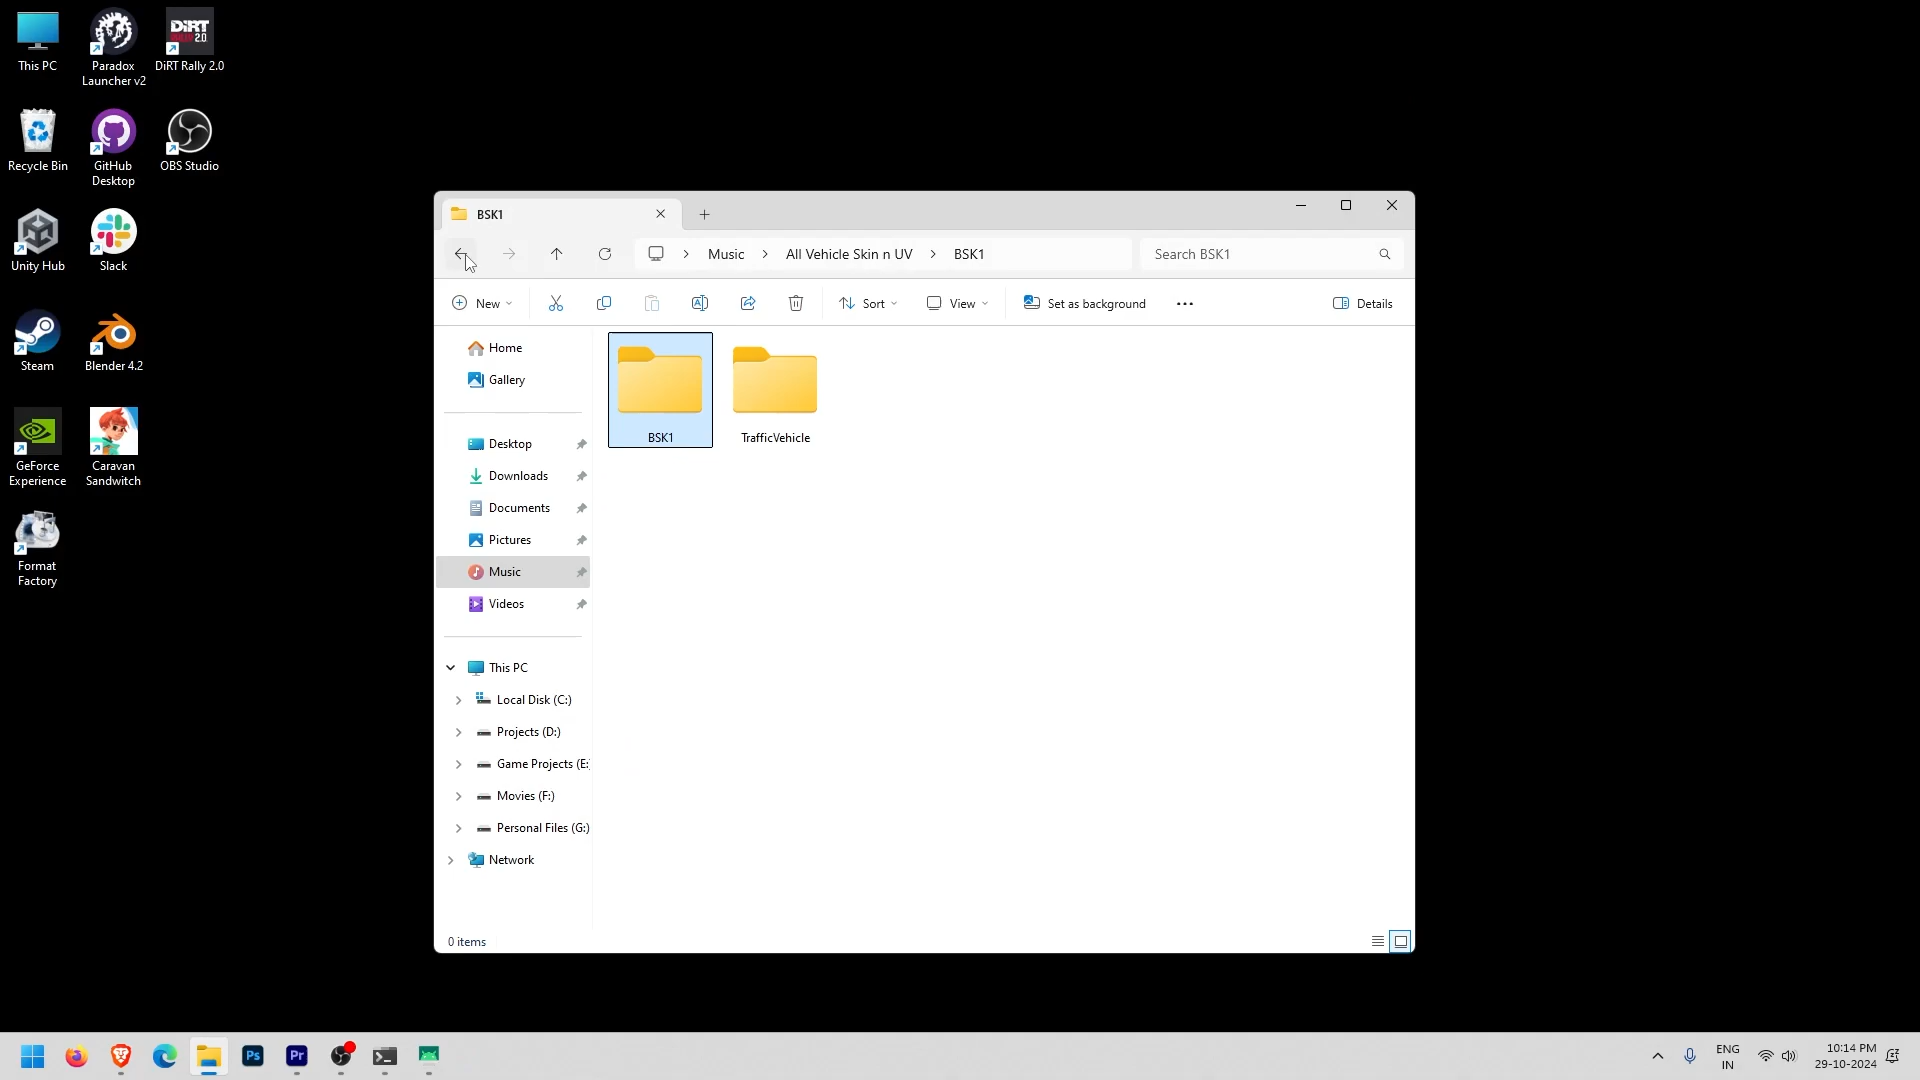 This PC
Paradox
Launcher v2
DiRT Rally 2.0
Recycle Bin
GitHub
Desktop
OBS Studio
Unity Hub
Slack
Steam
Blender 4.2
GeForce
Experience
Caravan
Sandwitch
Format
Factory
BSK1
Music
All Vehicle Skin n UV
BSK1
Search BSK1
New
Sort
View
Set as background
Details
Home
Gallery
Desktop
Downloads
Documents
Pictures
Music
Videos
This PC
Local Disk (C:)
Projects (D:)
Game Projects (E:
Movies (F:)
Personal Files (G:)
Network
BSK1
TrafficVehicle
0 items
Ps
Pr
ENG
IN
10:14 PM
29-10-2024